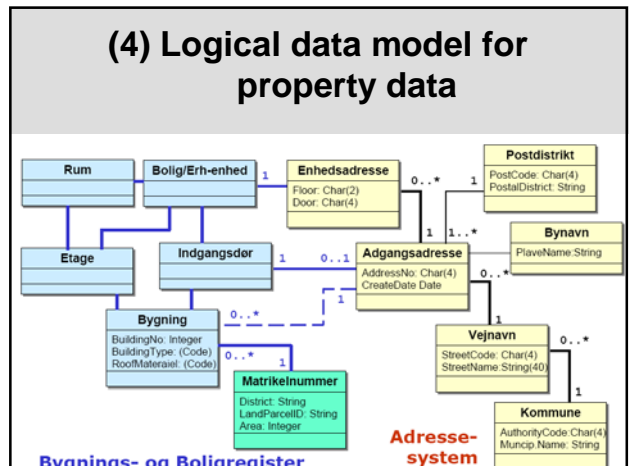 (4) Logical data model for
property data
Rum
Bolig/Erh-enhed
1
Enhedsadresse
Floor: Char(2)
Door: Char(4)
0..*
1
Postdistrikt
PostCode: Char(4)
PostalDistrict: String
1
1..*
Bynavn
PlaveName:String
Etage
Indgangsdør
1
0..1
Adgangsadresse
AddressNo: Char(4)
CreateDate Date
0..*
1
Bygning
BuildingNo: Integer
BuildingType: (Code)
RoofMateraiel: (Code)
0..*
1
0..*
1
Vejnavn
StreetCode: Char(4)
StreetName:String(40)
0..*
1
Matrikelnummer
District: String
LandParcelID: String
Area: Integer
Kommune
AuthorityCode:Char(4)
Muncip.Name: String
Adresse-
system
Bygnings- og Boligregister